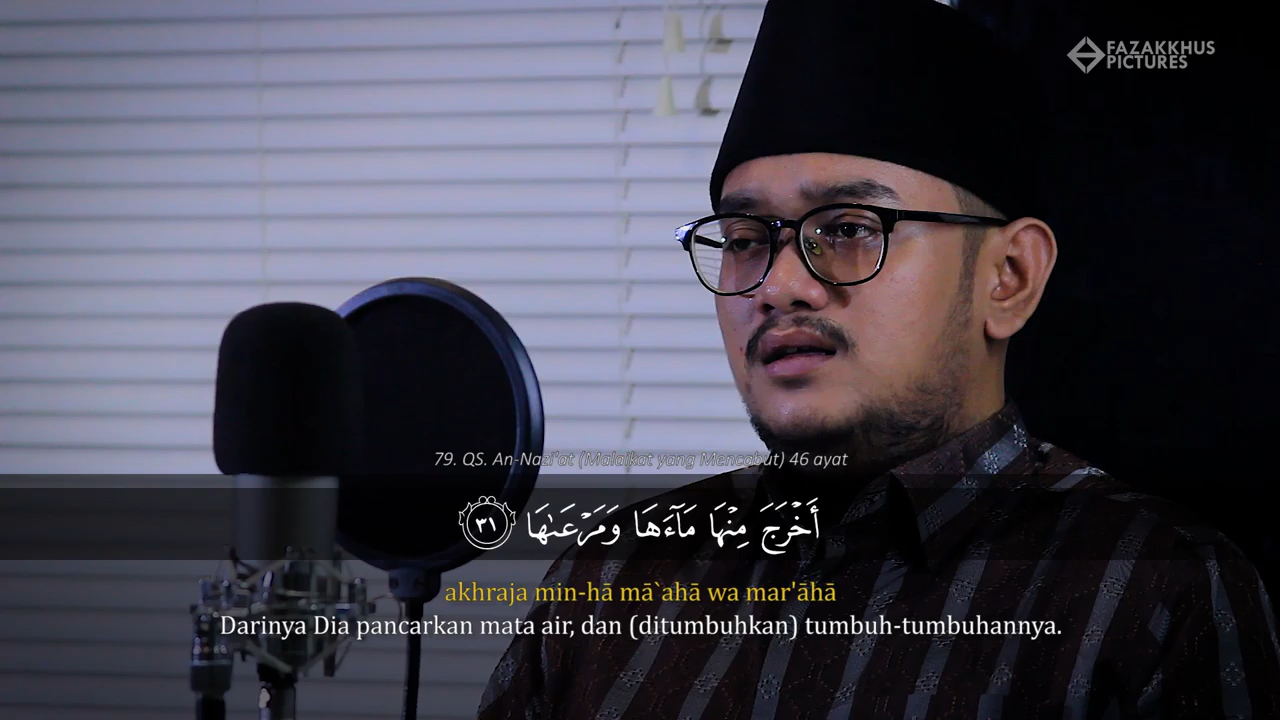 FAZAKKHUS
PICTURES
79. QS. An-Nazi'at (Malaikat yang Mencabut) 46 ayat
أَخْرَجَ مِنْهَا مَآءَهَا وَمَرْعَىٰهَا ٣١
akhraja min-hā mā`ahā wa mar'āhā
Darinya Dia pancarkan mata air, dan (ditumbuhkan) tumbuh-tumbuhannya.